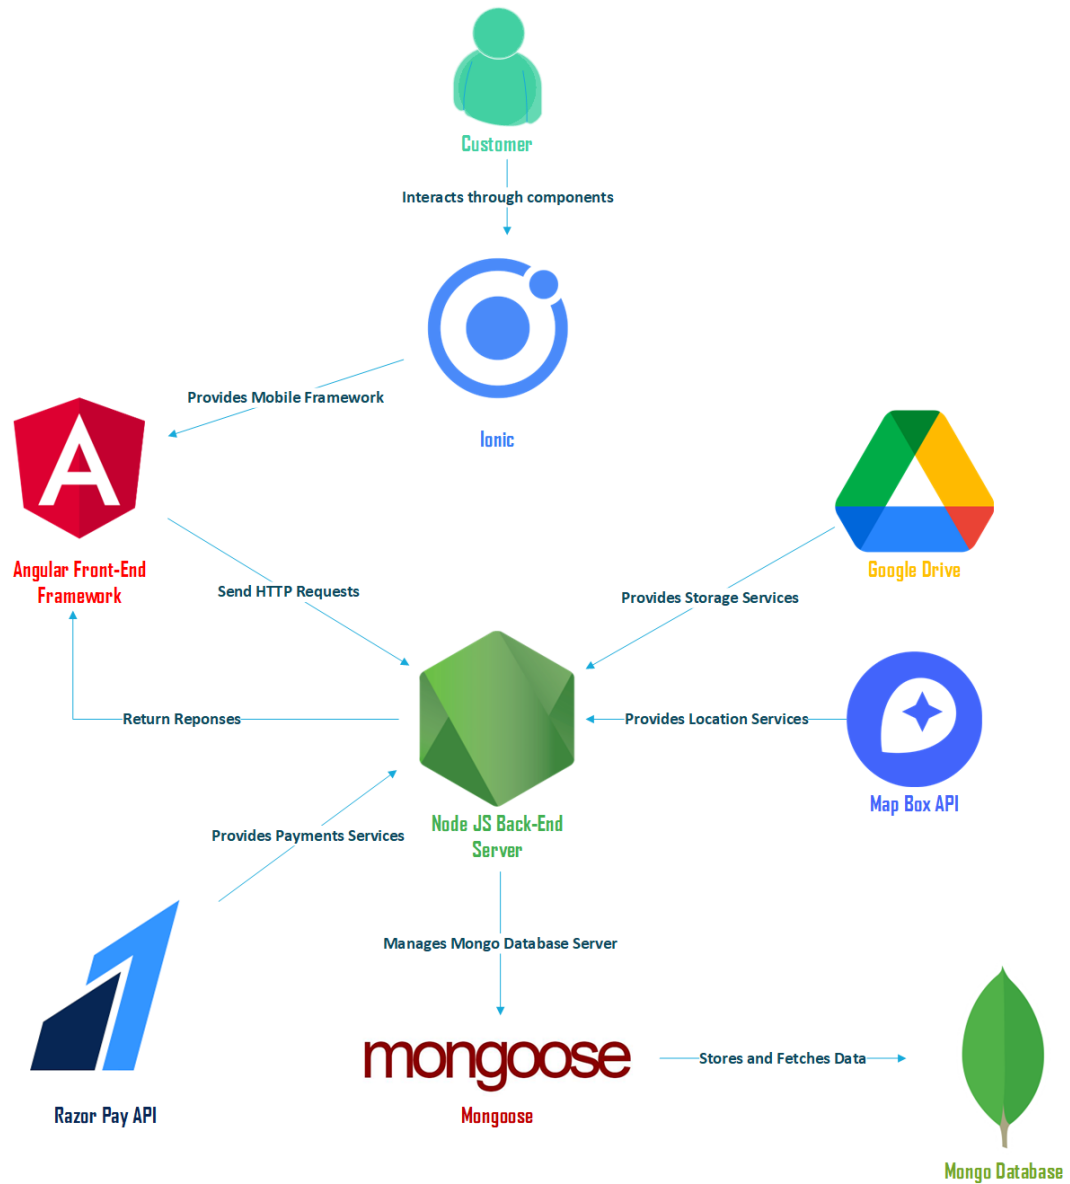 Customer
Interacts through components
Ionic
Provides Mobile Framework
Angular Front-End
Framework
Google Drive
Send HTTP Requests
Provides Storage Services
Return Reponses
Provides Location Services
Map Box API
Node JS Back-End
Server
Provides Payments Services
Manages Mongo Database Server
mongoose
Stores and Fetches Data
Razor Pay API
Mongoose
Mongo Database